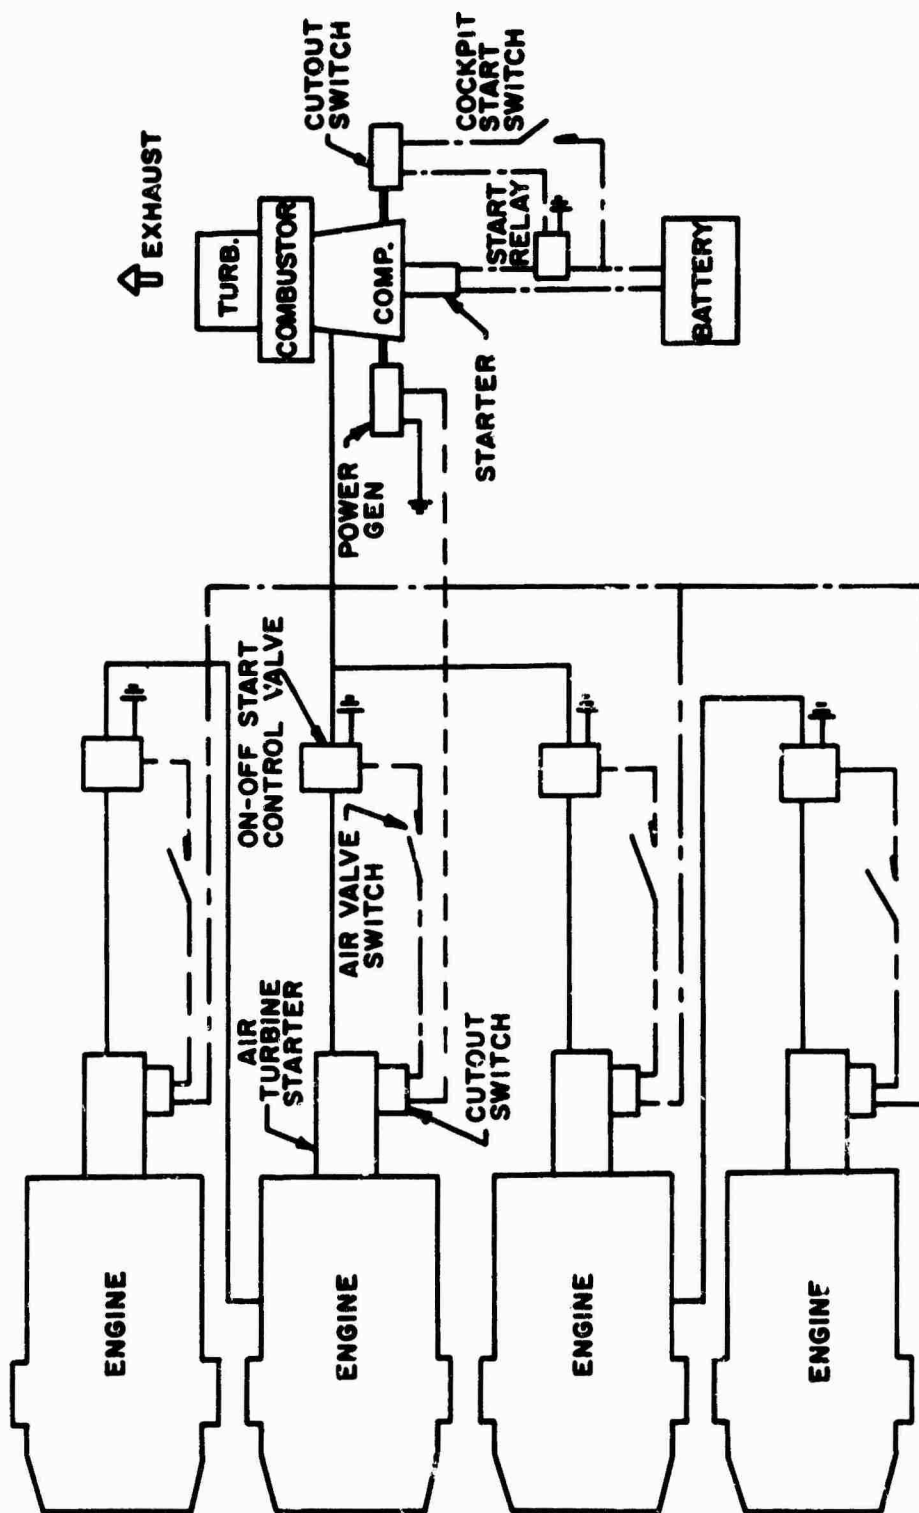 EXHAUST
TURB.
COMBUSTOR
COMP.
CUTOUT
SWITCH
COCKPIT
START
SWITCH
START
RELAY
BATTERY
STARTER
POWER
GEN
ON-OFF START
CONTROL VALVE
AIR VALVE
SWITCH
AIR
TURBINE
STARTER
CUTOUT
SWITCH
ENGINE
ENGINE
ENGINE
ENGINE